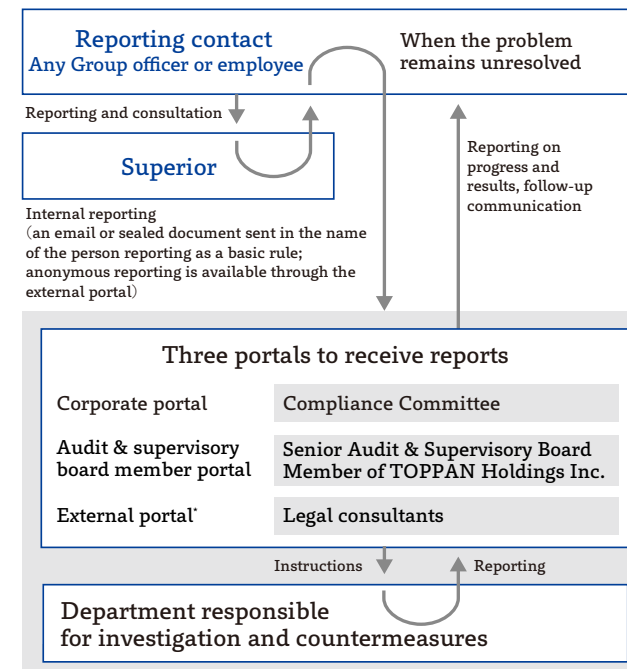 Reporting contact
Any Group officer or employee
When the problem
remains unresolved
Reporting and consultation
Superior
Reporting on
progress and
results, follow-up
communication
Internal reporting
(an email or sealed document sent in the name
of the person reporting as a basic rule;
anonymous reporting is available through the
external portal)
Three portals to receive reports
Corporate portal
Compliance Committee
Audit & supervisory
board member portal
Senior Audit & Supervisory Board
Member of TOPPAN Holdings Inc.
External portal*
Legal consultants
Instructions
Reporting
Department responsible
for investigation and countermeasures